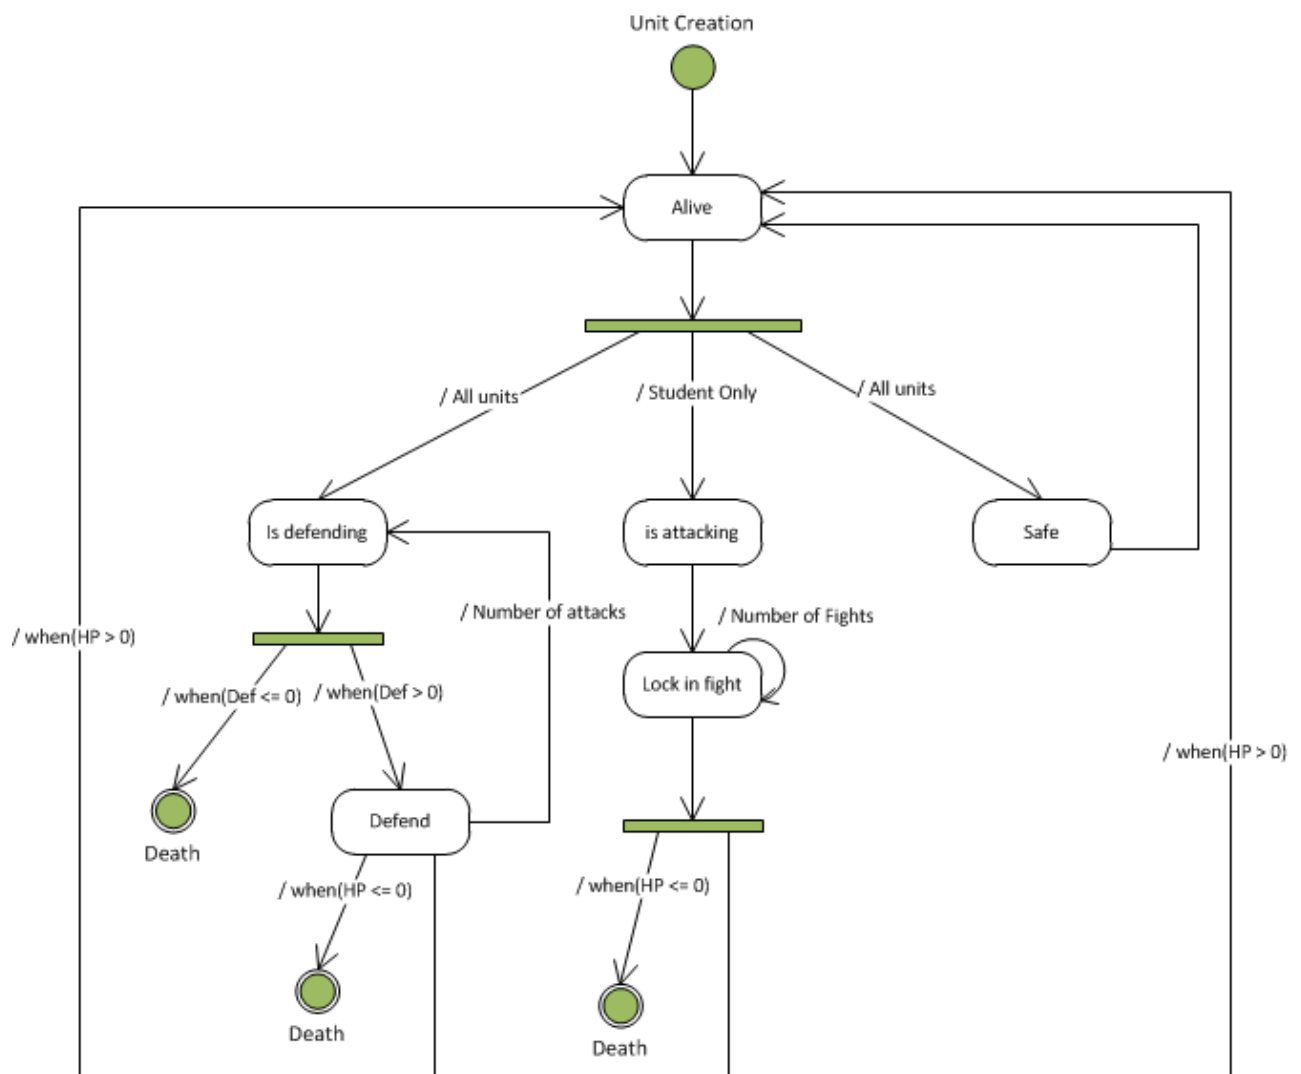 Unit Creation
Alive
/ All units
/ Student Only
/ All units
Is defending
is attacking
Safe
/ Number of attacks
/ Number of Fights
/ when(HP > 0)
/ when(Def <= 0)
/ when(Def > 0)
Lock in fight
/ when(HP > 0)
Defend
Death
/ when(HP <= 0)
/ when(HP <= 0)
Death
Death